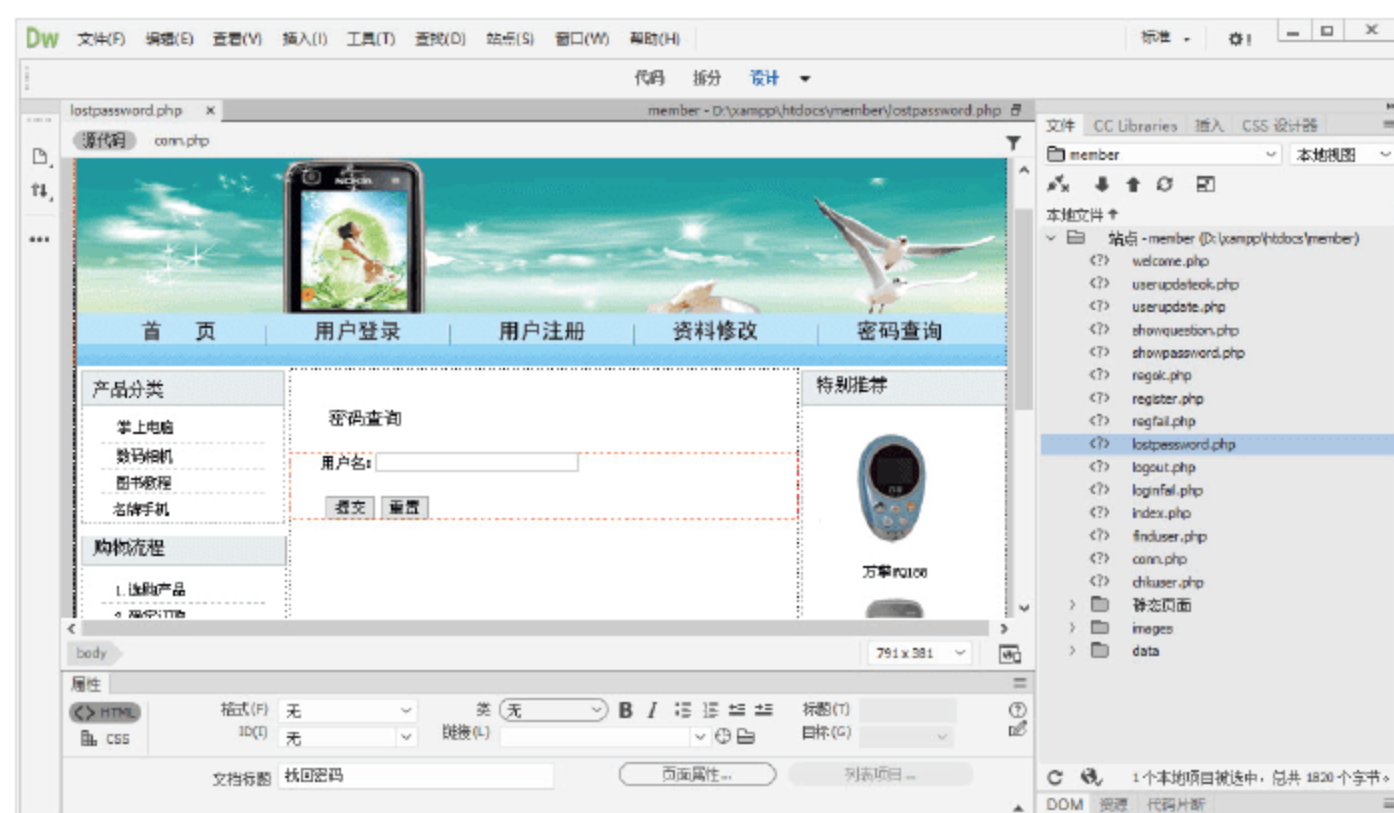 Dw 文件(F) 编辑(E) 查看(V) 插入(I) 工具(T) 查找(D) 站点(S) 窗口(W) 帮助(H) 标准
代码 拆分 设计
lostpassword.php × member - D:\xampp\htdocs\member\lostpassword.php
源代码 conn.php
NOKIA
首 页 用户登录 用户注册 资料修改 密码查询
产品分类
掌上电脑
数码相机
图书教程
名牌手机
购物流程
1.选购产品
密码查询
用户名:
提交 重置
特别推荐
body 791 x 381
属性
HTML 格式(F) 无 类 无 B I 标题(T)
CSS ID(I) 无 链接(L) 目标(G)
文档标题 找回密码 页面属性... 列表项目...
文件 CC Libraries 插入 CSS 设计器
member 本地视图
本地文件
站点 - member (D:\xampp\htdocs\member)
welcome.php
userupdateok.php
userupdate.php
showquestion.php
showpassword.php
regok.php
register.php
regfail.php
lostpassword.php
logout.php
loginfail.php
index.php
finduser.php
conn.php
chkuser.php
静态页面
images
data
1 个本地项目被选中，总共 1820 个字节。
DOM 资源 代码片断